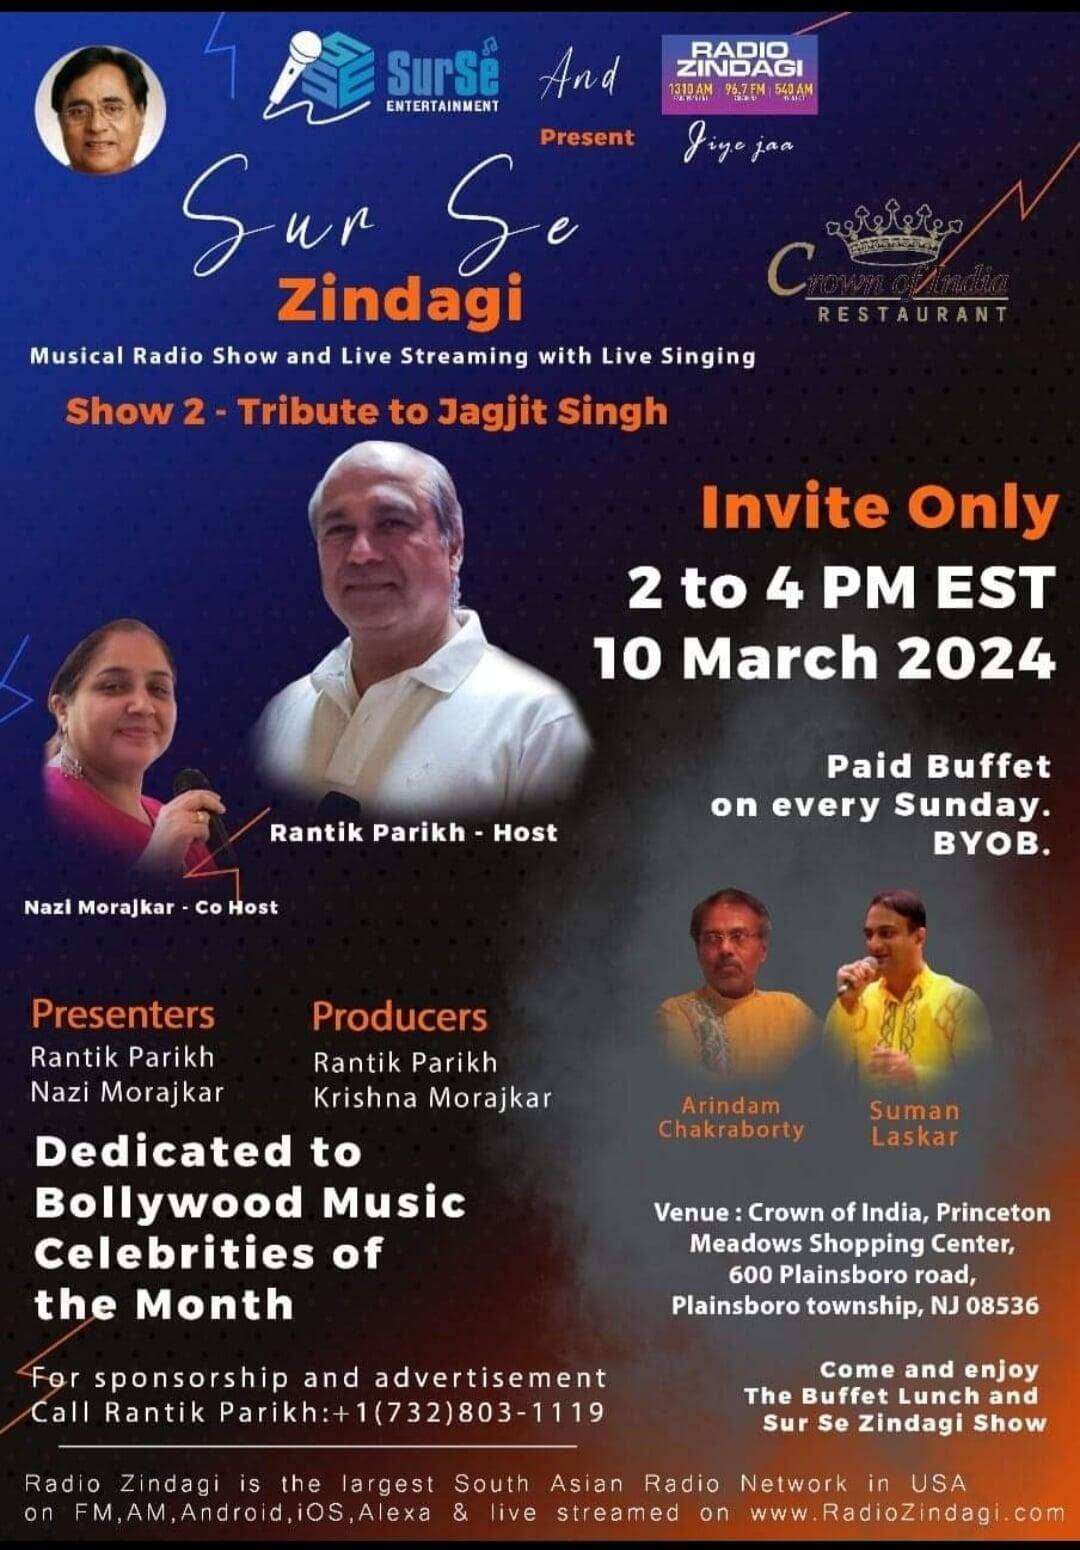 SurSe
ENTERTAINMENT
And
Present
RADIO
ZINDAGI
1310 AM 96.7 FM 540 AM
Jiye jaa
Sur Se
Zindagi
Crown of India
RESTAURANT
Musical Radio Show and Live Streaming with Live Singing
Show 2 - Tribute to Jagjit Singh
Invite Only
2 to 4 PM EST
10 March 2024
Paid Buffet
on every Sunday.
BYOB.
Rantik Parikh - Host
Nazi Morajkar - Co Host
Presenters
Rantik Parikh
Nazi Morajkar
Producers
Rantik Parikh
Krishna Morajkar
Arindam
Chakraborty
Suman
Laskar
Dedicated to
Bollywood Music
Celebrities of
the Month
Venue : Crown of India, Princeton
Meadows Shopping Center,
600 Plainsboro road,
Plainsboro township, NJ 08536
For sponsorship and advertisement
Call Rantik Parikh:+1(732)803-1119
Come and enjoy
The Buffet Lunch and
Sur Se Zindagi Show
Radio Zindagi is the largest South Asian Radio Network in USA
on FM,AM,Android,iOS,Alexa & live streamed on www.RadioZindagi.com